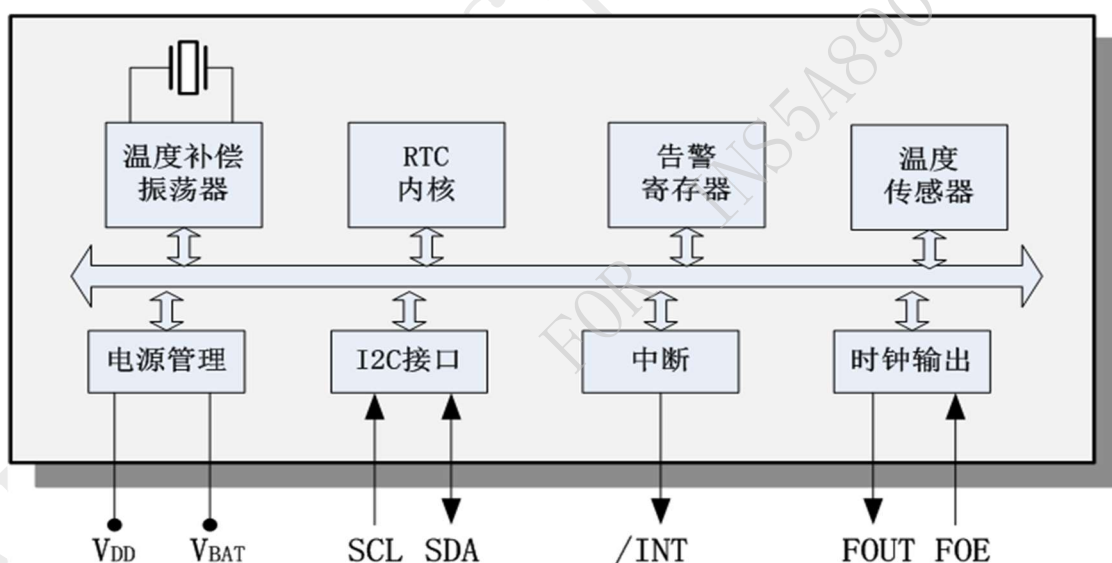 温度补偿
振荡器
RTC
内核
告警
寄存器
温度
传感器
电源管理
I2C接口
中断
时钟输出
VDD
VBAT
SCL
SDA
/INT
FOUT
FOE
FOR
INS5A890